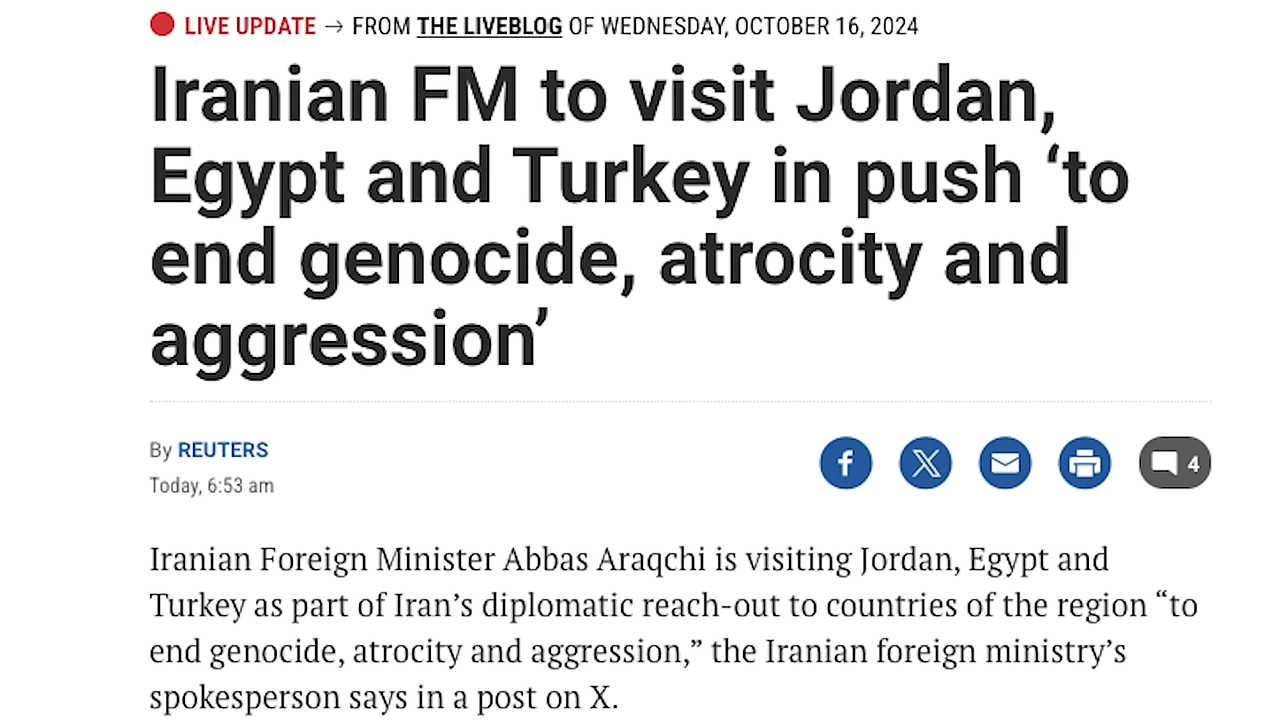 LIVE UPDATE → FROM THE LIVEBLOG OF WEDNESDAY, OCTOBER 16, 2024
Iranian FM to visit Jordan,
Egypt and Turkey in push ‘to
end genocide, atrocity and
aggression’
By REUTERS
Today, 6:53 am
4
Iranian Foreign Minister Abbas Araqchi is visiting Jordan, Egypt and
Turkey as part of Iran’s diplomatic reach-out to countries of the region “to
end genocide, atrocity and aggression,” the Iranian foreign ministry’s
spokesperson says in a post on X.